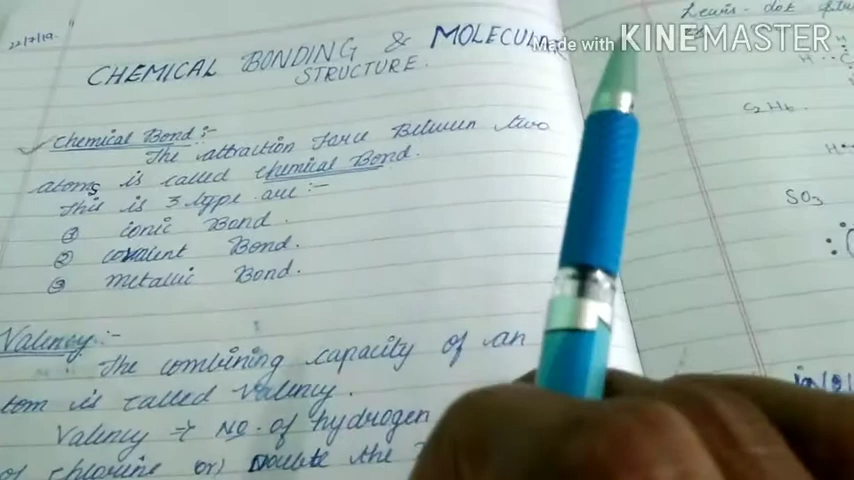 22/7/19
CHEMICAL BONDING & MOLECULAR
STRUCTURE.
Chemical Bond :-
The attraction force Between two
atoms is called chemical Bond.
This is 3 type are :-
① ionic Bond.
② covalent Bond.
③ metallic Bond.
Valency :-
The combining capacity of an
tom is called Valency.
Valency → No. of hydrogen
of chlorine or) Double the
Lewis - dot
C2H6
SO3
Made with KINEMASTER